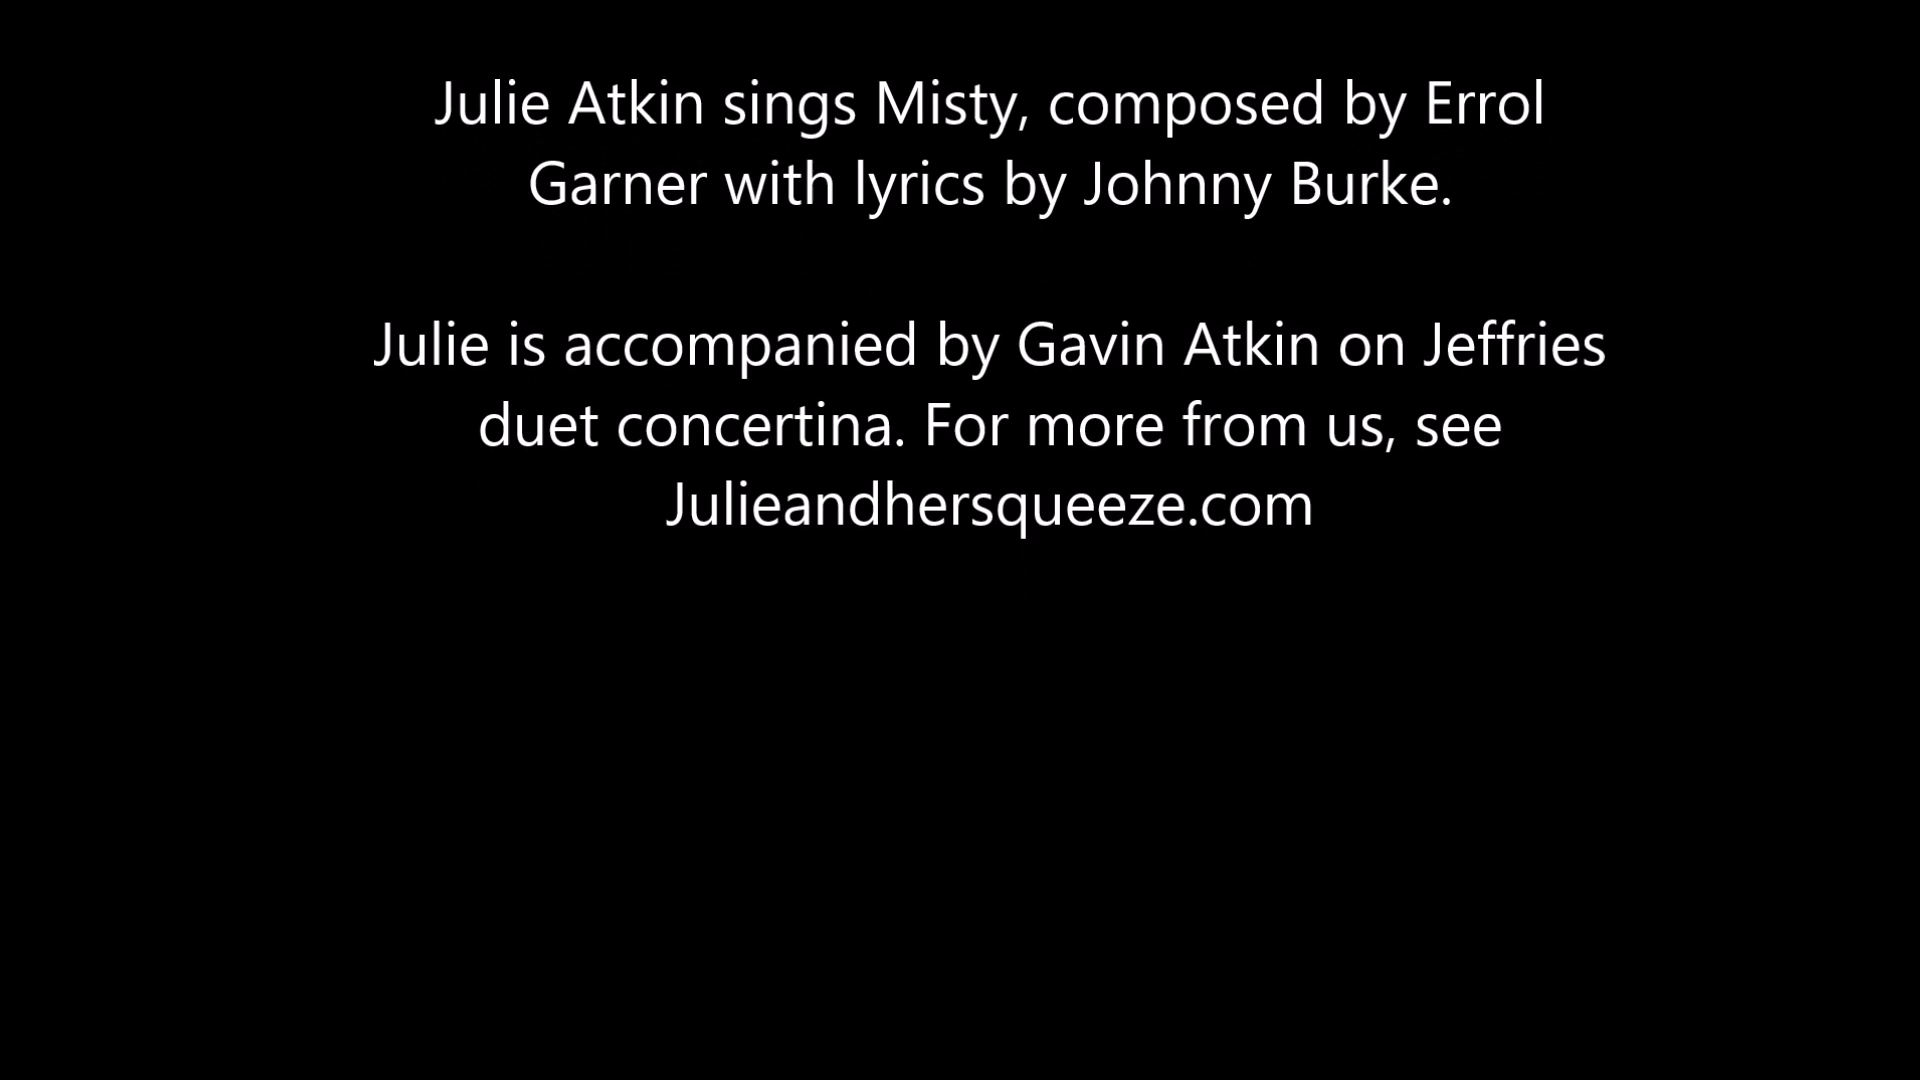 Julie Atkin sings Misty, composed by Errol
Garner with lyrics by Johnny Burke.
Julie is accompanied by Gavin Atkin on Jeffries
duet concertina. For more from us, see
Julieandhersqueeze.com